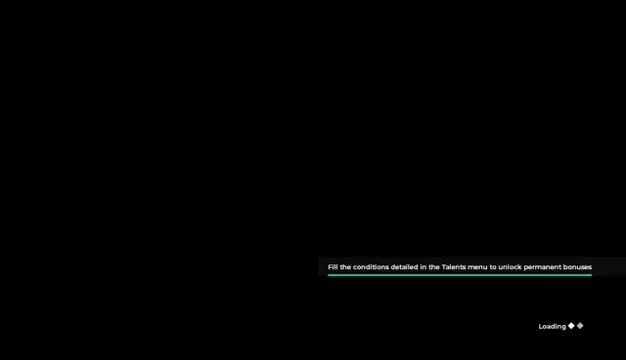 Fill the conditions detailed in the Talents menu to unlock permanent bonuses
Loading